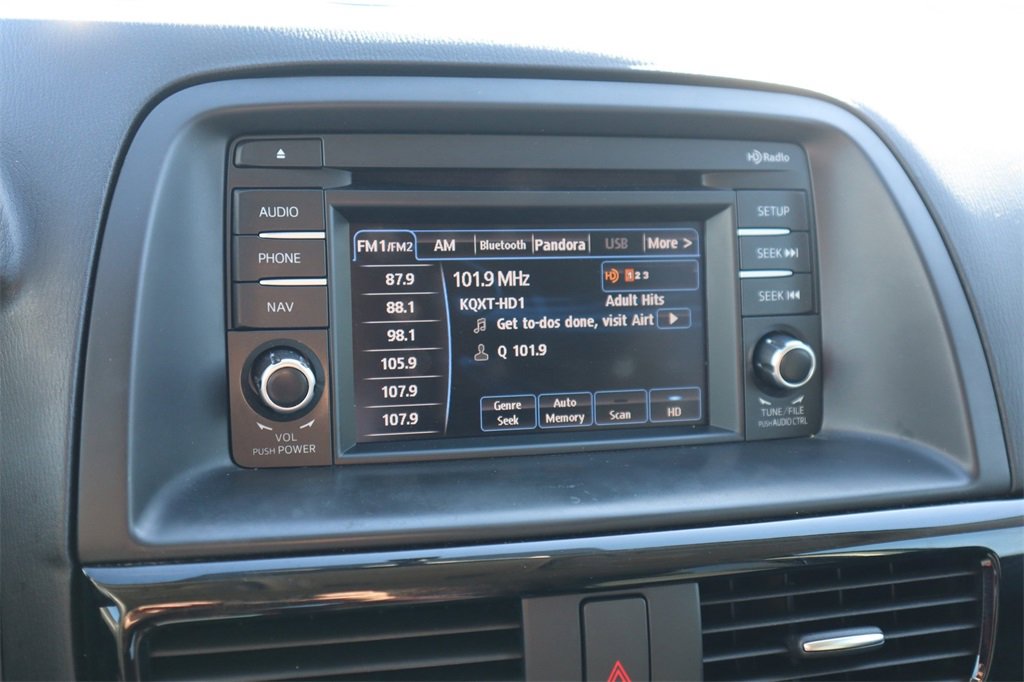 HD Radio
AUDIO
PHONE
NAV
VOL
PUSH POWER
FM1/FM2 AM Bluetooth Pandora USB More >
87.9
88.1
98.1
105.9
107.9
107.9
101.9 MHz
HD 1 2 3
KQXT-HD1
Adult Hits
Get to-dos done, visit Airt
Q 101.9
Genre Seek
Auto Memory
Scan
HD
SETUP
SEEK
SEEK
TUNE/FILE
PUSH AUDIO CTRL